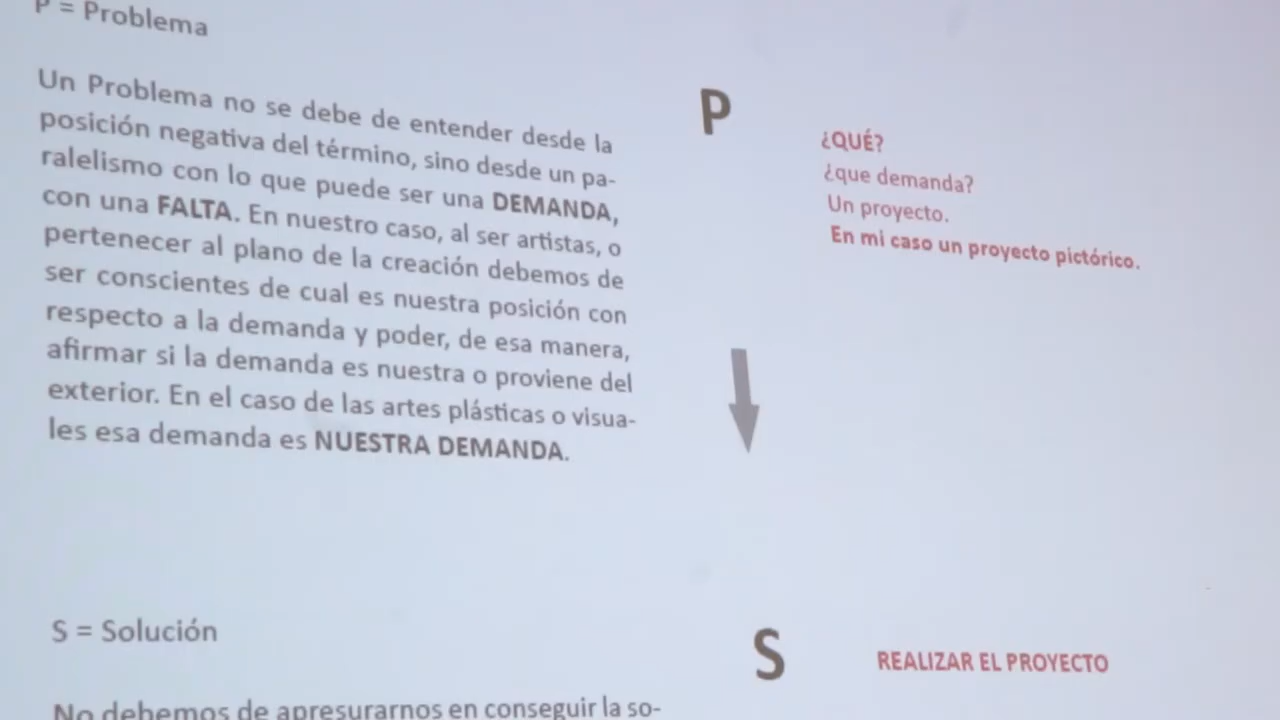 P = Problema
Un Problema no se debe de entender desde la
posición negativa del término, sino desde un pa-
ralelismo con lo que puede ser una DEMANDA,
con una FALTA. En nuestro caso, al ser artistas, o
pertenecer al plano de la creación debemos de
ser conscientes de cual es nuestra posición con
respecto a la demanda y poder, de esa manera,
afirmar si la demanda es nuestra o proviene del
exterior. En el caso de las artes plásticas o visua-
les esa demanda es NUESTRA DEMANDA.
S = Solución
No debemos de apresurarnos en conseguir la so-
P
¿QUÉ?
¿que demanda?
Un proyecto.
En mi caso un proyecto pictórico.
S
REALIZAR EL PROYECTO